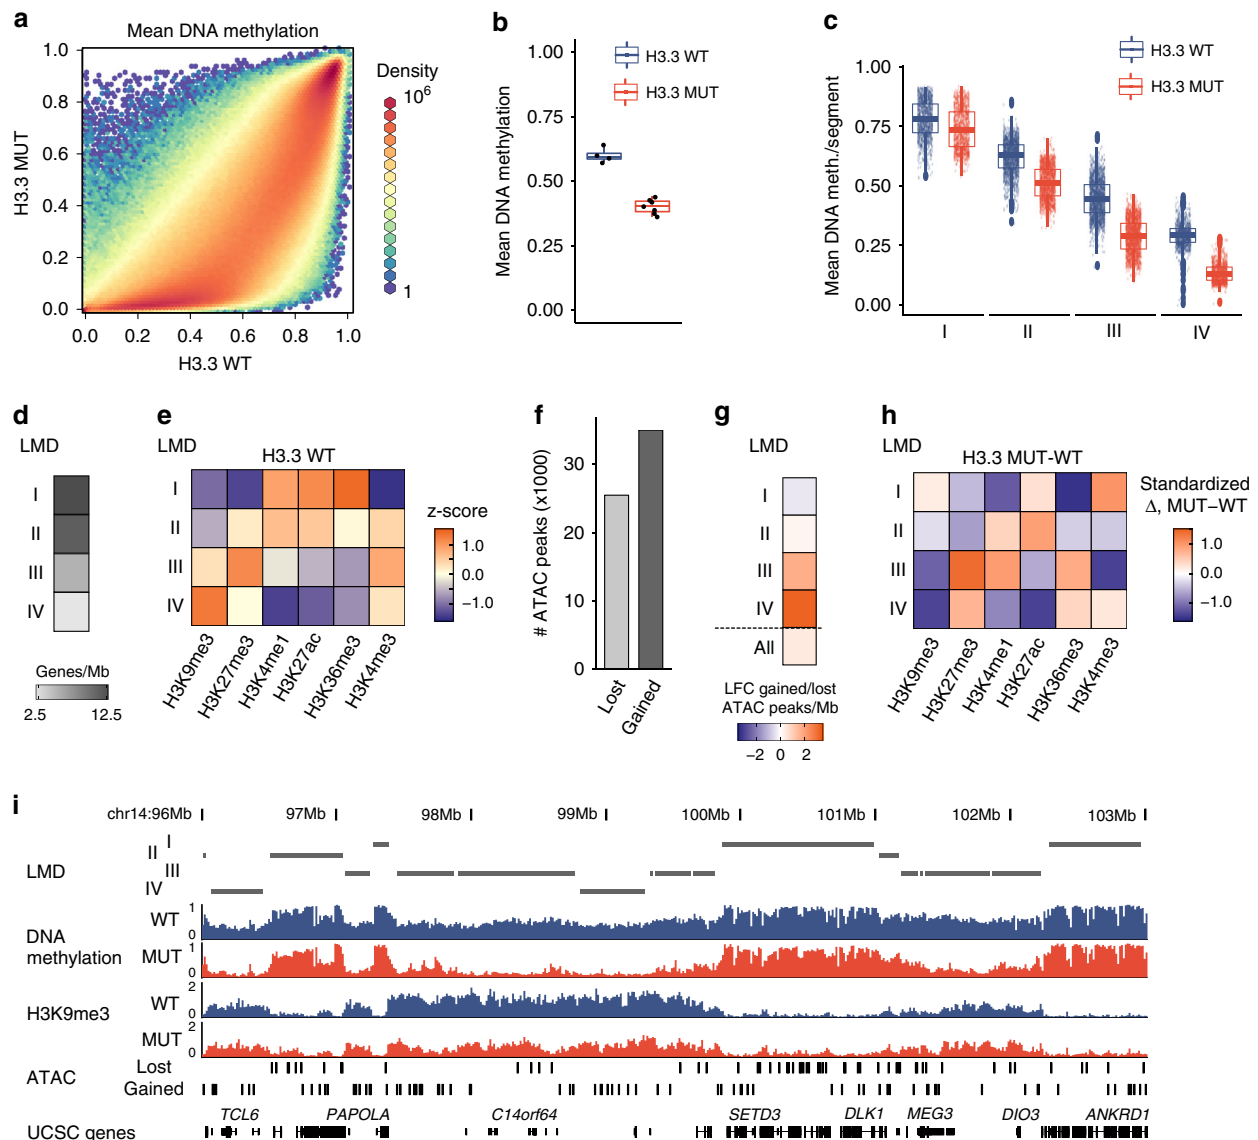 a
Mean DNA methylation
1.0
0.8
0.6
0.4
0.2
0.0
H3.3 MUT
0.0 0.2 0.4 0.6 0.8 1.0
H3.3 WT
Density
10^6
1
b
Mean DNA methylation
1.00
0.75
0.50
0.25
0.00
H3.3 WT
H3.3 MUT
c
Mean DNA meth./segment
1.00
0.75
0.50
0.25
0.00
H3.3 WT
H3.3 MUT
I II III IV
d
LMD
I
II
III
IV
Genes/Mb
2.5 12.5
e
LMD
H3.3 WT
I
II
III
IV
H3K9me3
H3K27me3
H3K4me1
H3K27ac
H3K36me3
H3K4me3
z-score
1.0
0.0
−1.0
f
# ATAC peaks (x1000)
30
20
10
0
Lost
Gained
g
LMD
I
II
III
IV
All
LFC gained/lost
ATAC peaks/Mb
−2 0 2
h
LMD
H3.3 MUT-WT
I
II
III
IV
H3K9me3
H3K27me3
H3K4me1
H3K27ac
H3K36me3
H3K4me3
Standardized
Δ, MUT−WT
1.0
0.0
−1.0
i
chr14:96Mb 97Mb 98Mb 99Mb 100Mb 101Mb 102Mb 103Mb
LMD
I
II
III
IV
DNA
methylation
WT 1 0
MUT 1 0
H3K9me3
WT 2 0
MUT 2 0
ATAC
Lost
Gained
TCL6 PAPOLA C14orf64 SETD3 DLK1 MEG3 DIO3 ANKRD1
UCSC genes